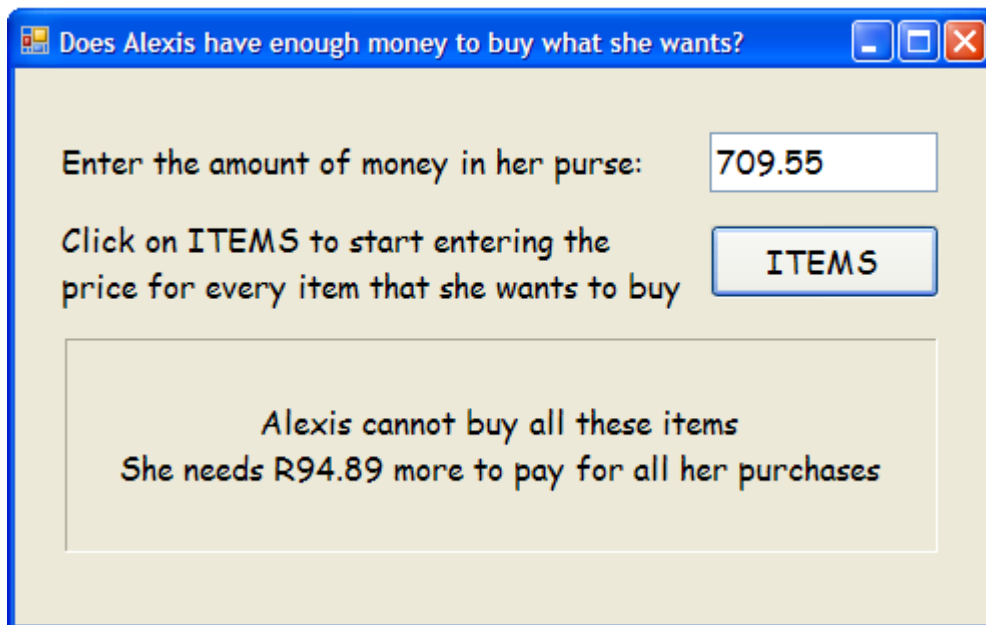 Does Alexis have enough money to buy what she wants?
Enter the amount of money in her purse: 709.55
Click on ITEMS to start entering the
price for every item that she wants to buy
ITEMS
Alexis cannot buy all these items
She needs R94.89 more to pay for all her purchases